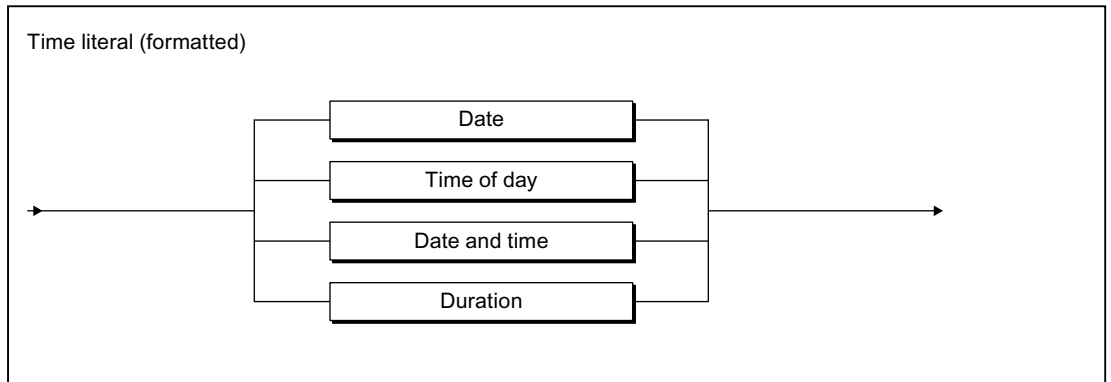 Time literal (formatted)
Date
Time of day
Date and time
Duration